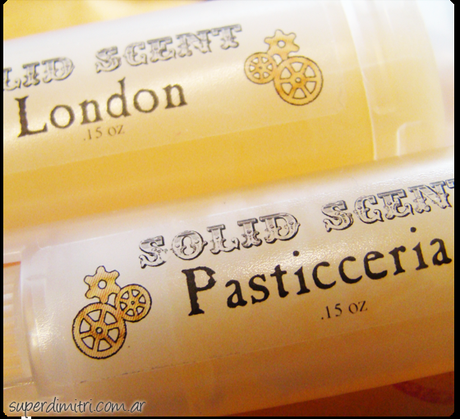 SOLID SCENT
London
.15 oz
SOLID SCENT
Pasticceria
.15 oz
superdimitri.com.ar